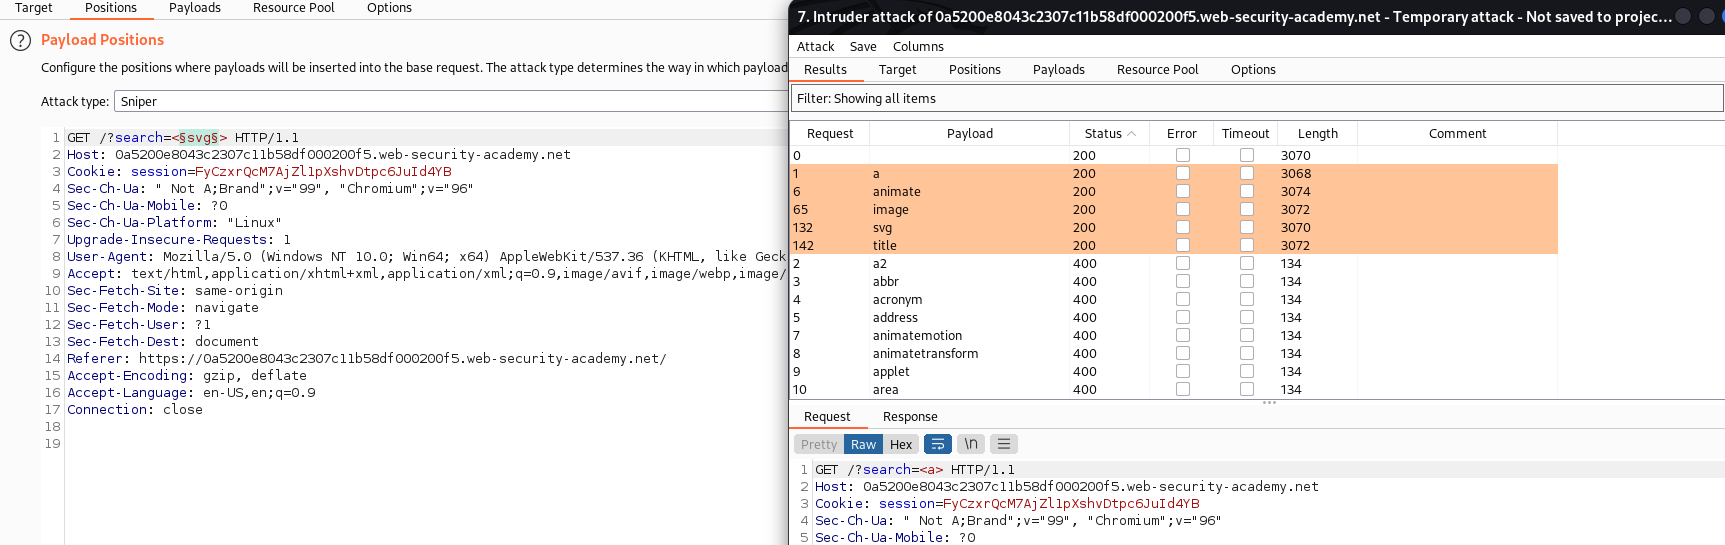 Target Positions Payloads Resource Pool Options
? Payload Positions
Configure the positions where payloads will be inserted into the base request. The attack type determines the way in which payload
Attack type: Sniper
1 GET /?search=<§svg§> HTTP/1.1
2 Host: 0a5200e8043c2307c11b58df000200f5.web-security-academy.net
3 Cookie: session=FyCzxrQcM7AjZl1pXshvDtpc6JuId4YB
4 Sec-Ch-Ua: " Not A;Brand";v="99", "Chromium";v="96"
5 Sec-Ch-Ua-Mobile: ?0
6 Sec-Ch-Ua-Platform: "Linux"
7 Upgrade-Insecure-Requests: 1
8 User-Agent: Mozilla/5.0 (Windows NT 10.0; Win64; x64) AppleWebKit/537.36 (KHTML, like Geck
9 Accept: text/html,application/xhtml+xml,application/xml;q=0.9,image/avif,image/webp,image/
10 Sec-Fetch-Site: same-origin
11 Sec-Fetch-Mode: navigate
12 Sec-Fetch-User: ?1
13 Sec-Fetch-Dest: document
14 Referer: https://0a5200e8043c2307c11b58df000200f5.web-security-academy.net/
15 Accept-Encoding: gzip, deflate
16 Accept-Language: en-US,en;q=0.9
17 Connection: close
18
19
7. Intruder attack of 0a5200e8043c2307c11b58df000200f5.web-security-academy.net - Temporary attack - Not saved to projec...
Attack Save Columns
Results Target Positions Payloads Resource Pool Options
Filter: Showing all items
Request Payload Status Error Timeout Length Comment
0 200 3070
1 a 200 3068
6 animate 200 3074
65 image 200 3072
132 svg 200 3070
142 title 200 3072
2 a2 400 134
3 abbr 400 134
4 acronym 400 134
5 address 400 134
7 animatemotion 400 134
8 animatetransform 400 134
9 applet 400 134
10 area 400 134
Request Response
Pretty Raw Hex \n
1 GET /?search=<a> HTTP/1.1
2 Host: 0a5200e8043c2307c11b58df000200f5.web-security-academy.net
3 Cookie: session=FyCzxrQcM7AjZl1pXshvDtpc6JuId4YB
4 Sec-Ch-Ua: " Not A;Brand";v="99", "Chromium";v="96"
5 Sec-Ch-Ua-Mobile: ?0